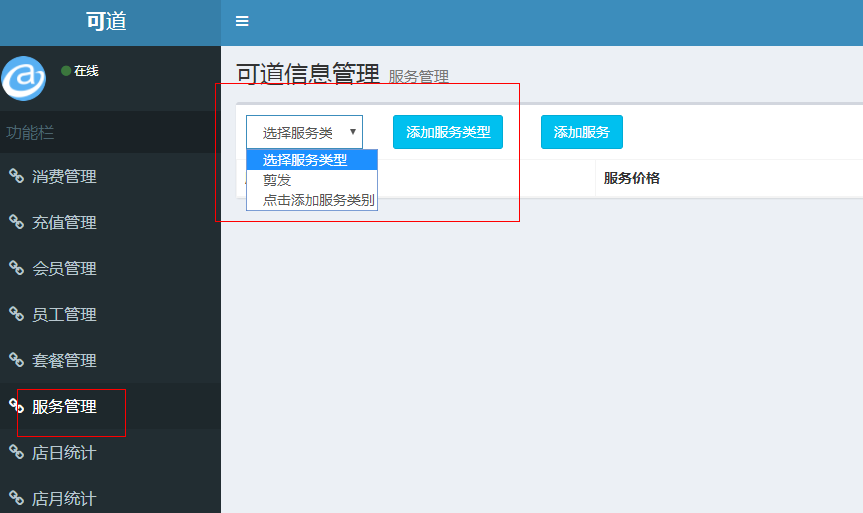 可道
在线
功能栏
消费管理
充值管理
会员管理
员工管理
套餐管理
服务管理
店日统计
店月统计
可道信息管理 服务管理
选择服务类
添加服务类型
添加服务
选择服务类型
剪发
点击添加服务类别
服务价格